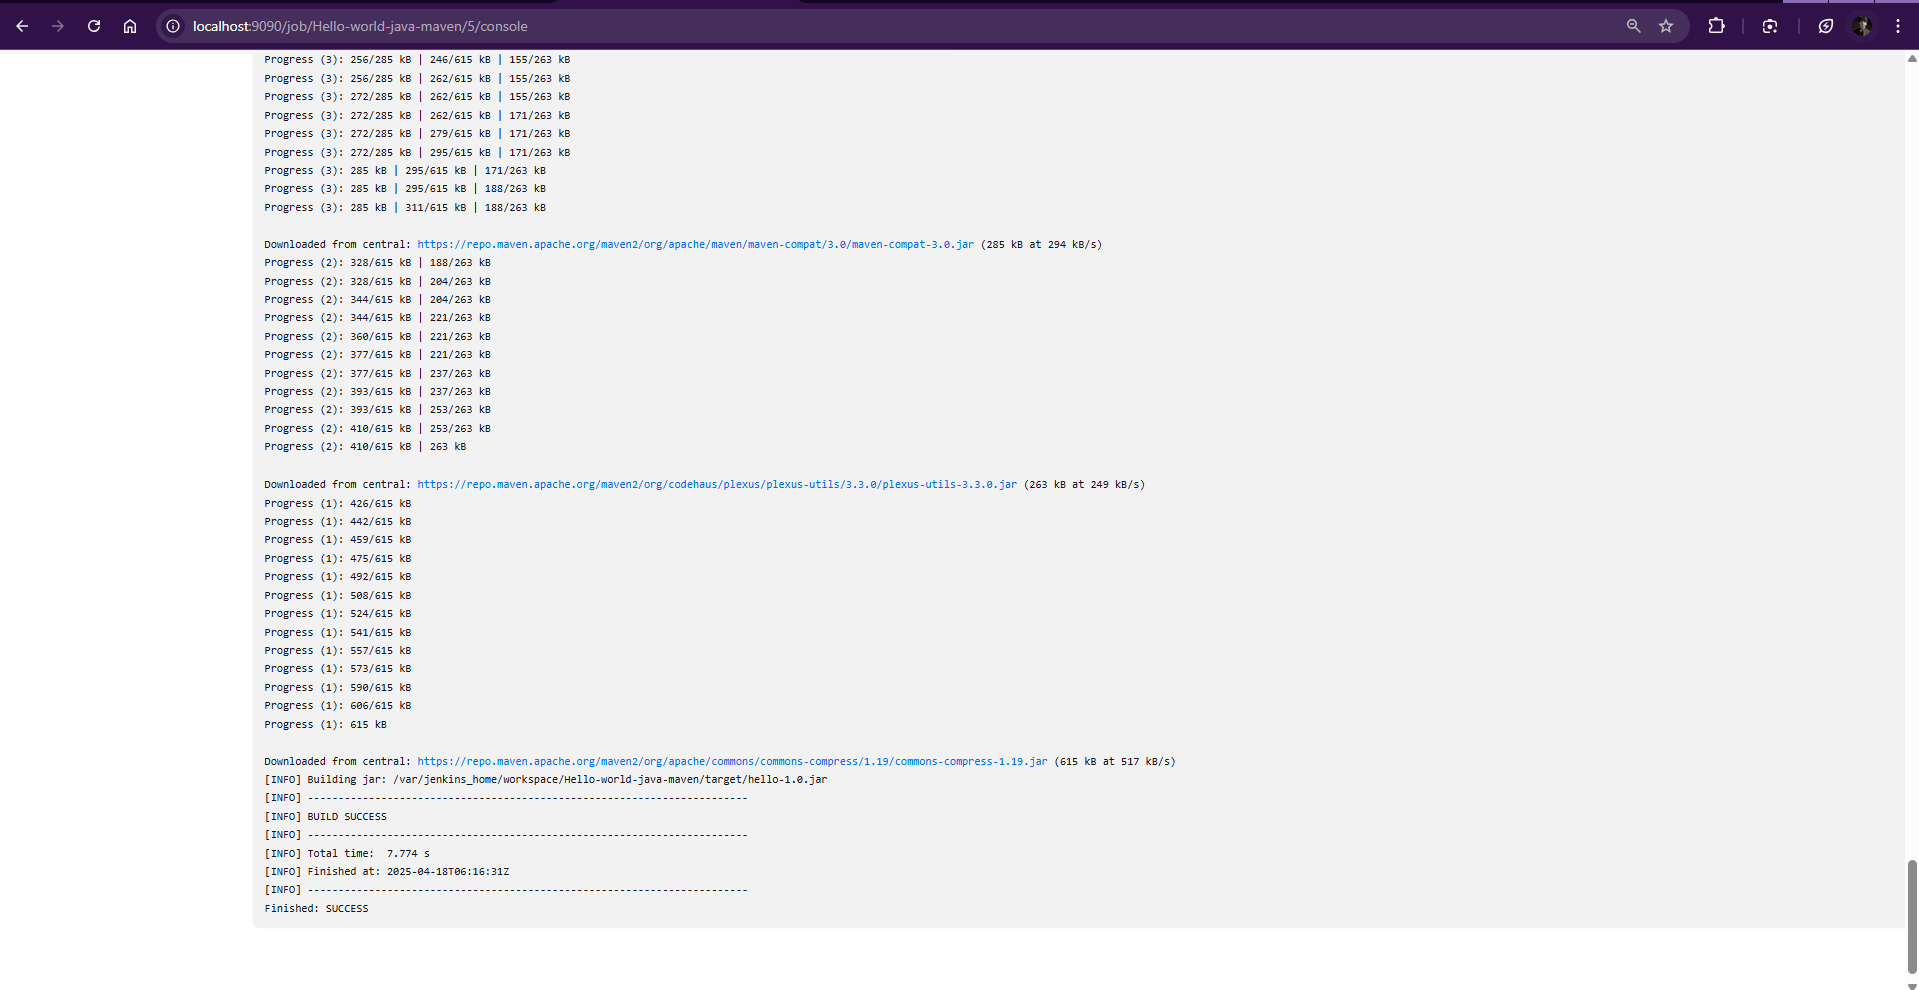 localhost:9090/job/Hello-world-java-maven/5/console
Progress (3): 256/285 kB | 246/615 kB | 155/263 kB
Progress (3): 256/285 kB | 262/615 kB | 155/263 kB
Progress (3): 272/285 kB | 262/615 kB | 155/263 kB
Progress (3): 272/285 kB | 262/615 kB | 171/263 kB
Progress (3): 272/285 kB | 279/615 kB | 171/263 kB
Progress (3): 272/285 kB | 295/615 kB | 171/263 kB
Progress (3): 285 kB | 295/615 kB | 171/263 kB
Progress (3): 285 kB | 295/615 kB | 188/263 kB
Progress (3): 285 kB | 311/615 kB | 188/263 kB
Downloaded from central: https://repo.maven.apache.org/maven2/org/apache/maven/maven-compat/3.0/maven-compat-3.0.jar (285 kB at 294 kB/s)
Progress (2): 328/615 kB | 188/263 kB
Progress (2): 328/615 kB | 204/263 kB
Progress (2): 344/615 kB | 204/263 kB
Progress (2): 344/615 kB | 221/263 kB
Progress (2): 360/615 kB | 221/263 kB
Progress (2): 377/615 kB | 221/263 kB
Progress (2): 377/615 kB | 237/263 kB
Progress (2): 393/615 kB | 237/263 kB
Progress (2): 393/615 kB | 253/263 kB
Progress (2): 410/615 kB | 253/263 kB
Progress (2): 410/615 kB | 263 kB
Downloaded from central: https://repo.maven.apache.org/maven2/org/codehaus/plexus/plexus-utils/3.3.0/plexus-utils-3.3.0.jar (263 kB at 249 kB/s)
Progress (1): 426/615 kB
Progress (1): 442/615 kB
Progress (1): 459/615 kB
Progress (1): 475/615 kB
Progress (1): 492/615 kB
Progress (1): 508/615 kB
Progress (1): 524/615 kB
Progress (1): 541/615 kB
Progress (1): 557/615 kB
Progress (1): 573/615 kB
Progress (1): 590/615 kB
Progress (1): 606/615 kB
Progress (1): 615 kB
Downloaded from central: https://repo.maven.apache.org/maven2/org/apache/commons/commons-compress/1.19/commons-compress-1.19.jar (615 kB at 517 kB/s)
[INFO] Building jar: /var/jenkins_home/workspace/Hello-world-java-maven/target/hello-1.0.jar
[INFO] ------------------------------------------------------------------------
[INFO] BUILD SUCCESS
[INFO] ------------------------------------------------------------------------
[INFO] Total time:  7.774 s
[INFO] Finished at: 2025-04-18T06:16:31Z
[INFO] ------------------------------------------------------------------------
Finished: SUCCESS